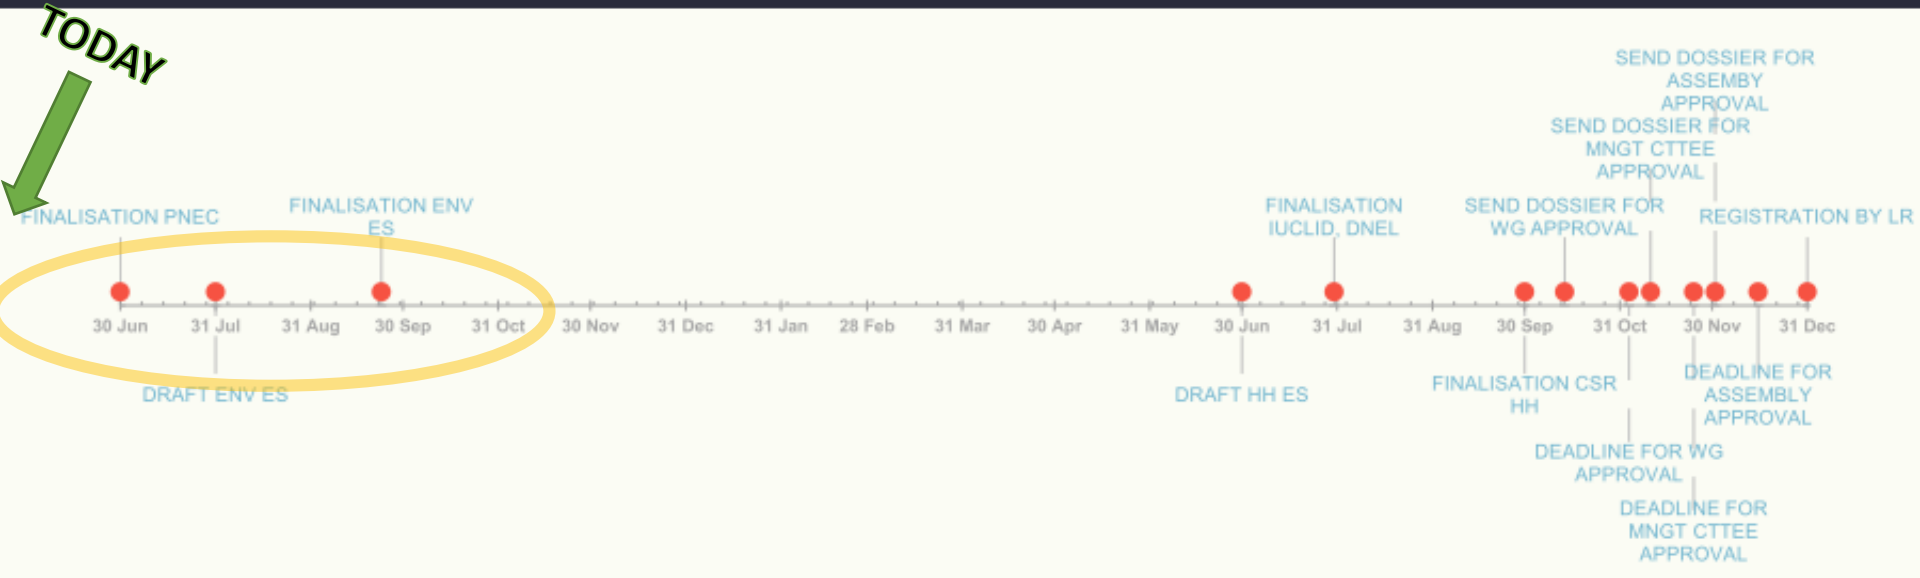 TODAY
SEND DOSSIER FOR
ASSEMBY
APPROVAL
SEND DOSSIER FOR
MNGT CTTEE
APPROVAL
FINALISATION PNEC
FINALISATION ENV
ES
FINALISATION
IUCLID, DNEL
SEND DOSSIER FOR
WG APPROVAL
REGISTRATION BY LR
30 Jun 31 Jul 31 Aug 30 Sep 31 Oct 30 Nov 31 Dec 31 Jan 28 Feb 31 Mar 30 Apr 31 May 30 Jun 31 Jul 31 Aug 30 Sep 31 Oct 30 Nov 31 Dec
DRAFT ENV ES
DRAFT HH ES
FINALISATION CSR
HH
DEADLINE FOR
ASSEMBLY
APPROVAL
DEADLINE FOR WG
APPROVAL
DEADLINE FOR
MNGT CTTEE
APPROVAL